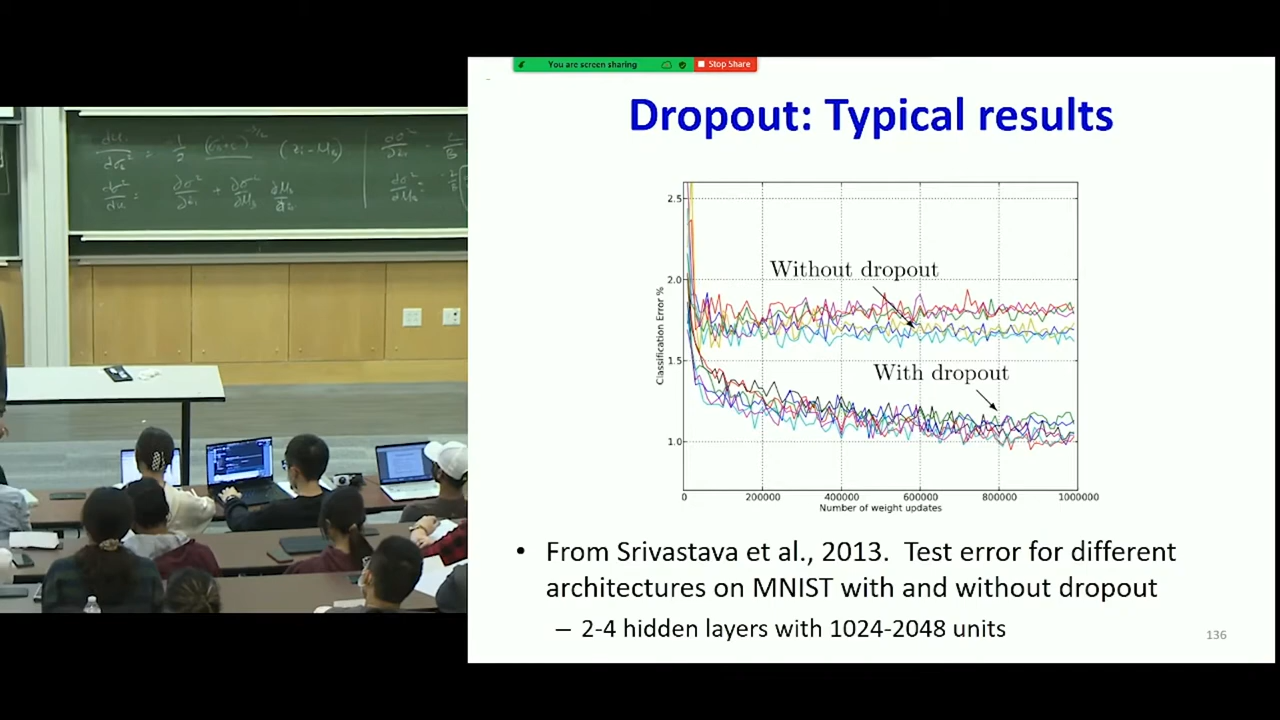 You are screen sharing
Stop Share
Dropout: Typical results
2.5
2.0
1.5
1.0
Classification Error %
Without dropout
With dropout
0 200000 400000 600000 800000 1000000
Number of weight updates
• From Srivastava et al., 2013. Test error for different
architectures on MNIST with and without dropout
– 2-4 hidden layers with 1024-2048 units
136